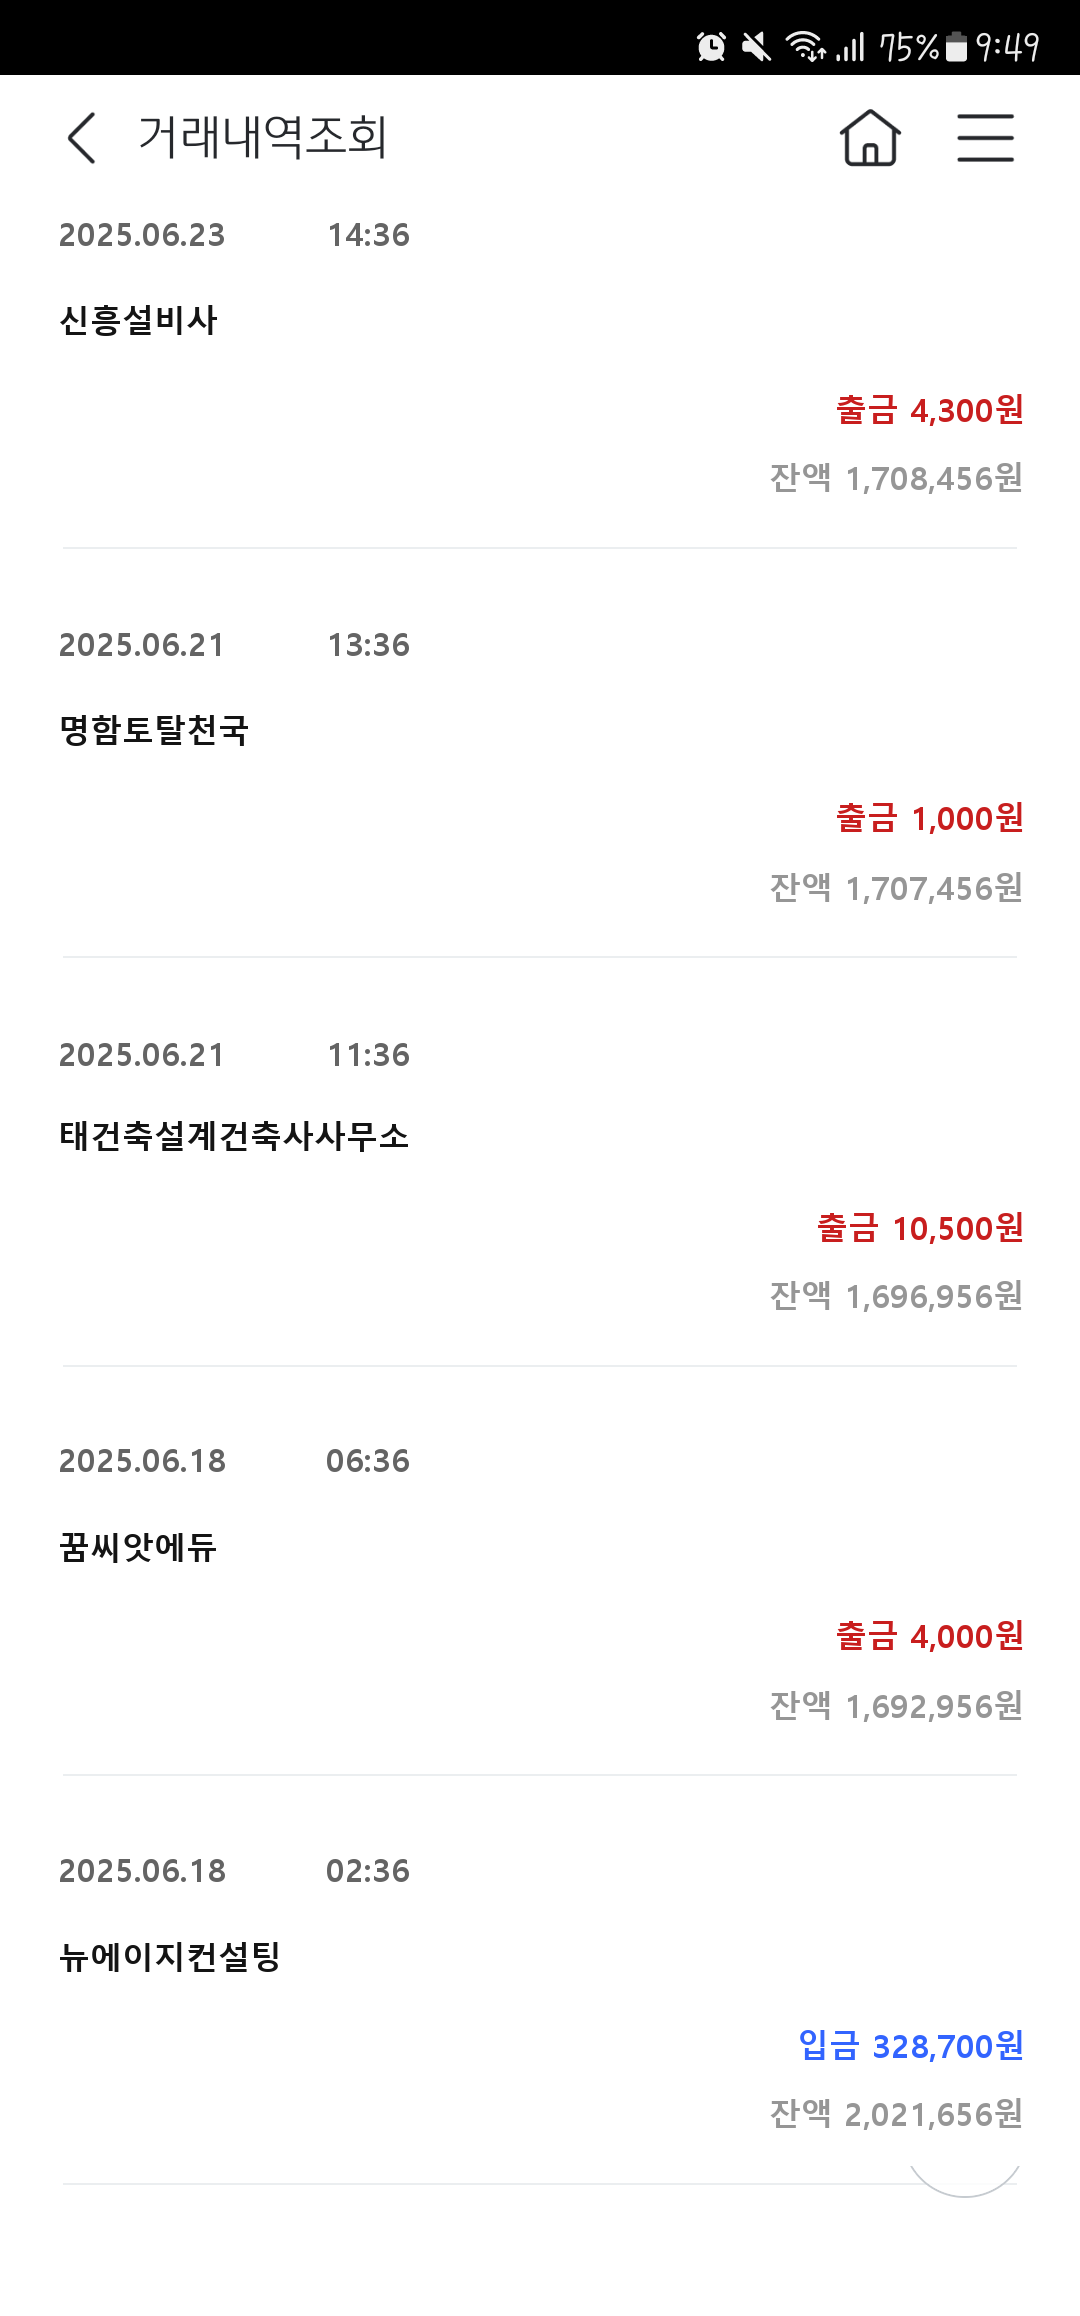 75% 9:49
거래내역조회
2025.06.23 14:36
신흥설비사
출금 4,300원
잔액 1,708,456원
2025.06.21 13:36
명함토탈천국
출금 1,000원
잔액 1,707,456원
2025.06.21 11:36
태건축설계건축사사무소
출금 10,500원
잔액 1,696,956원
2025.06.18 06:36
꿈씨앗에듀
출금 4,000원
잔액 1,692,956원
2025.06.18 02:36
뉴에이지컨설팅
입금 328,700원
잔액 2,021,656원